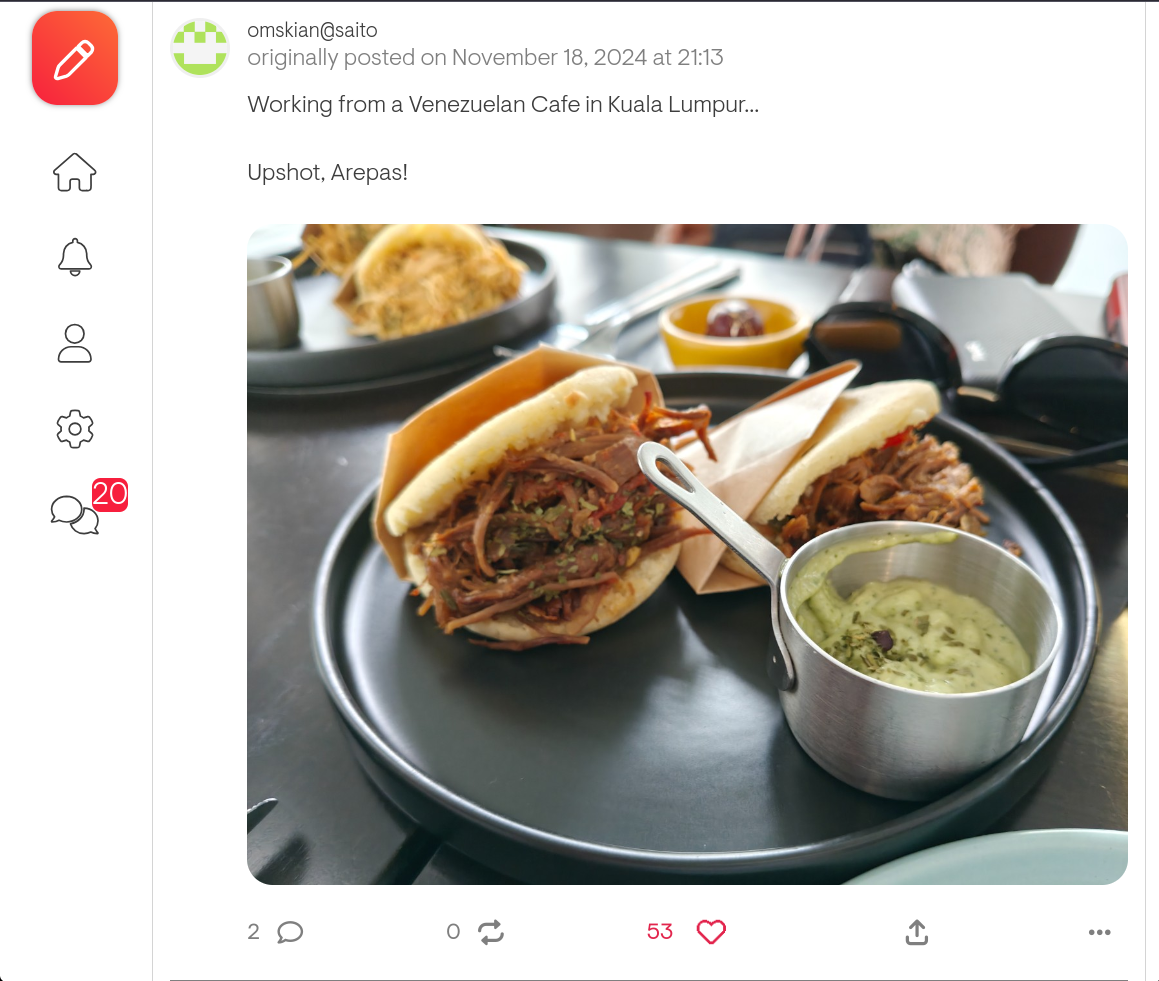 omskian@saito
originally posted on November 18, 2024 at 21:13
Working from a Venezuelan Cafe in Kuala Lumpur...
Upshot, Arepas!
20
2
0
53